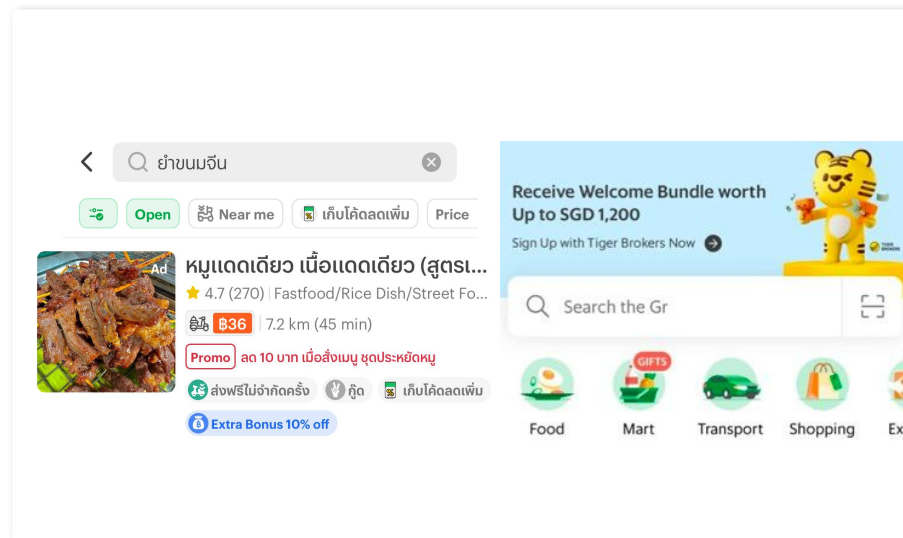 ยำขนมจีน
Open
Near me
เก็บโค้ดลดเพิ่ม
Price
Ad
หมูแดดเดียว เนื้อแดดเดียว (สูตรเ...
4.7 (270) | Fastfood/Rice Dish/Street Fo...
฿36 | 7.2 km (45 min)
Promo ลด 10 บาท เมื่อสั่งเมนู ชุดประหยัดหมู
ส่งฟรีไม่จำกัดครั้ง
กู๊ด
เก็บโค้ดลดเพิ่ม
Extra Bonus 10% off
Receive Welcome Bundle worth
Up to SGD 1,200
Sign Up with Tiger Brokers Now
TIGER
BROKERS
Search the Gr
GIFTS
Food
Mart
Transport
Shopping
Ex